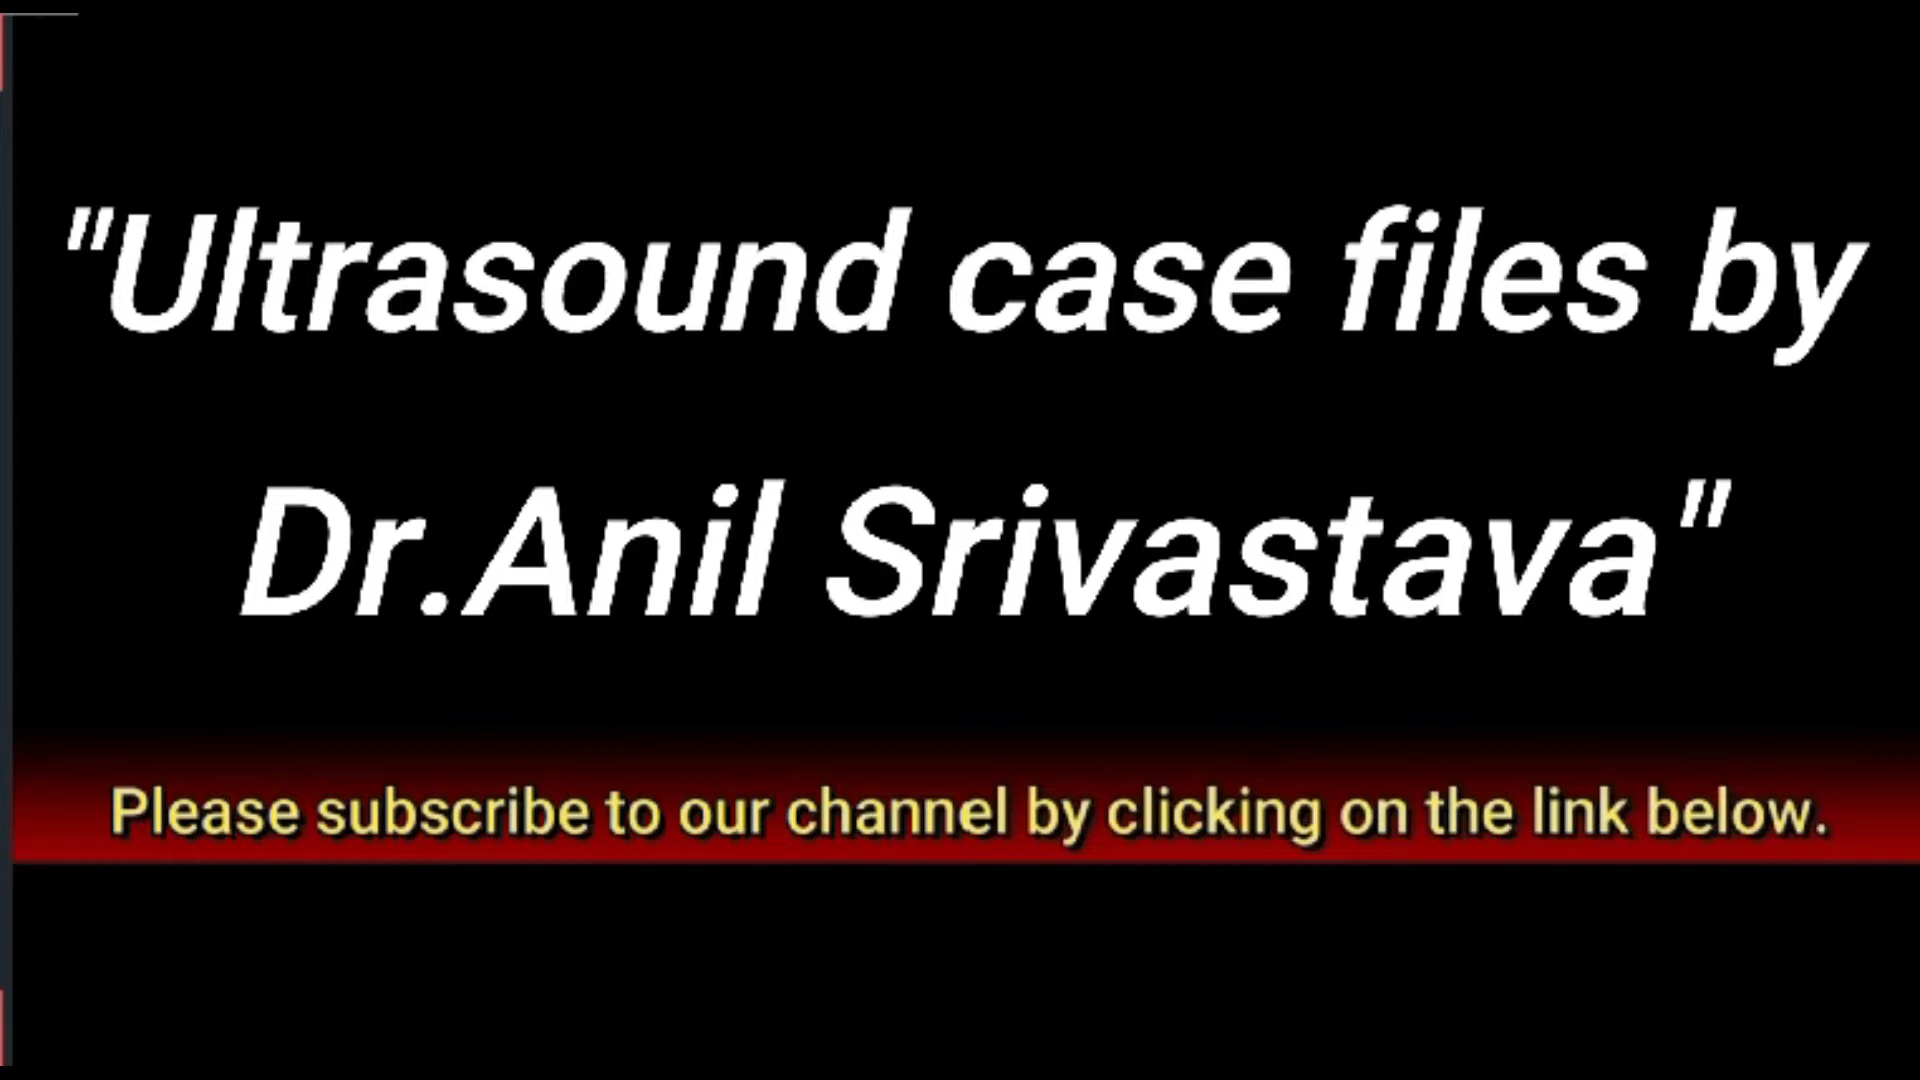 "Ultrasound case files by
Dr.Anil Srivastava"
Please subscribe to our channel by clicking on the link below.